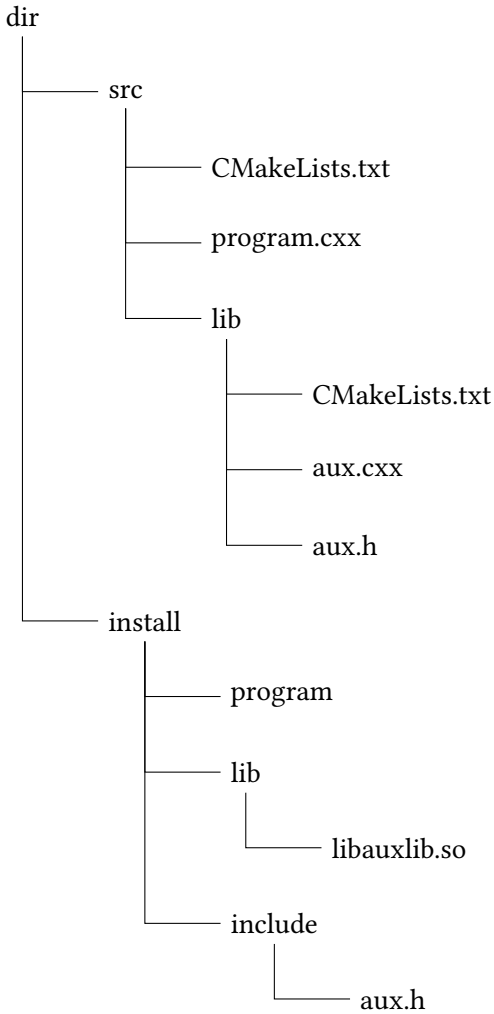 dir
src
CMakeLists.txt
program.cxx
lib
CMakeLists.txt
aux.cxx
aux.h
install
program
lib
libauxlib.so
include
aux.h